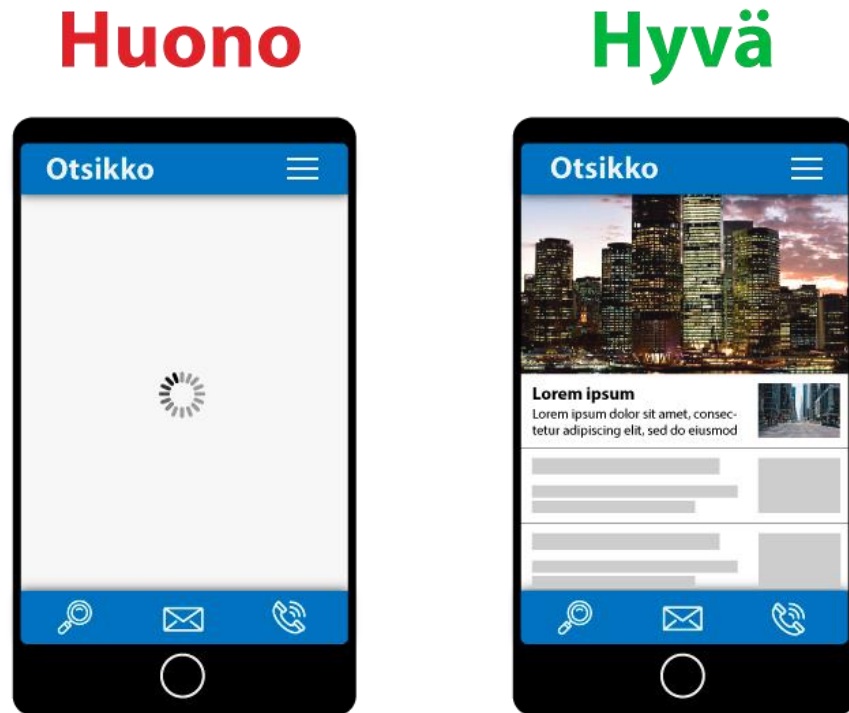 Huono
Hyvä
Otsikko
Otsikko
Lorem ipsum
Lorem ipsum dolor sit amet, consec-
tetur adipiscing elit, sed do eiusmod